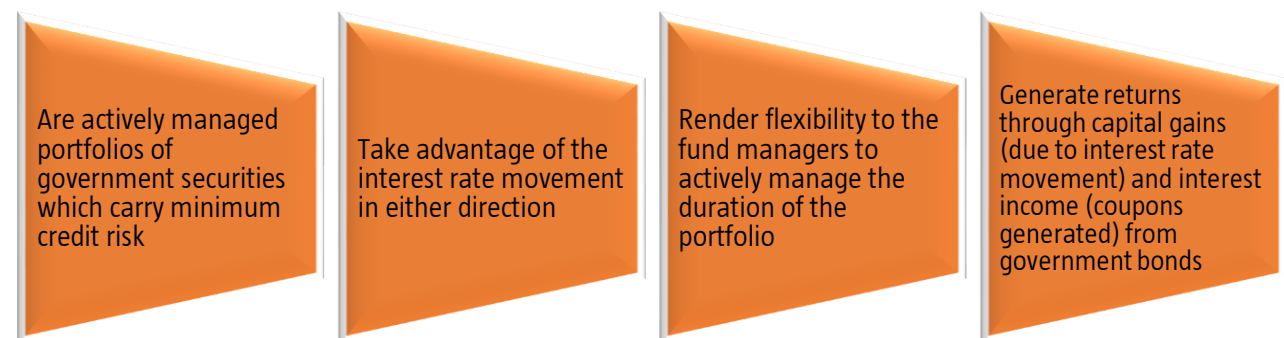 Are actively managed
portfolios of
government securities
which carry minimum
credit risk
Take advantage of the
interest rate movement
in either direction
Render flexibility to the
fund managers to
actively manage the
duration of the
portfolio
Generate returns
through capital gains
(due to interest rate
movement) and interest
income (coupons
generated) from
government bonds